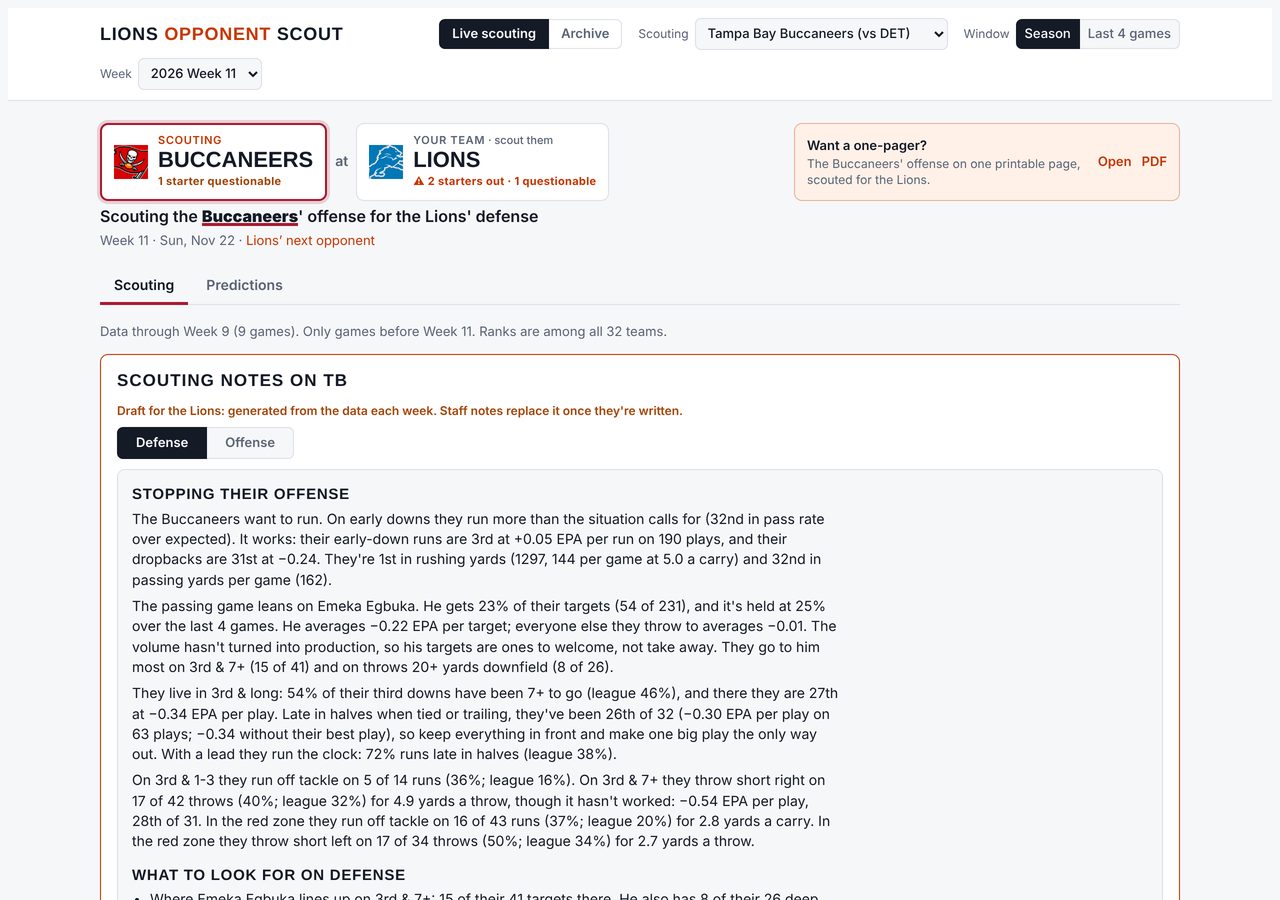 LIONS OPPONENT SCOUT
Live scouting Archive Scouting Tampa Bay Buccaneers (vs DET) Window Season Last 4 games
Week 2026 Week 11
SCOUTING
BUCCANEERS
1 starter questionable
at
YOUR TEAM · scout them
LIONS
⚠ 2 starters out · 1 questionable
Want a one-pager?
The Buccaneers' offense on one printable page,
scouted for the Lions.
Open PDF
Scouting the Buccaneers' offense for the Lions' defense
Week 11 · Sun, Nov 22 · Lions' next opponent
Scouting Predictions
Data through Week 9 (9 games). Only games before Week 11. Ranks are among all 32 teams.
SCOUTING NOTES ON TB
Draft for the Lions: generated from the data each week. Staff notes replace it once they're written.
Defense Offense
STOPPING THEIR OFFENSE
The Buccaneers want to run. On early downs they run more than the situation calls for (32nd in pass rate
over expected). It works: their early-down runs are 3rd at +0.05 EPA per run on 190 plays, and their
dropbacks are 31st at −0.24. They're 1st in rushing yards (1297, 144 per game at 5.0 a carry) and 32nd in
passing yards per game (162).
The passing game leans on Emeka Egbuka. He gets 23% of their targets (54 of 231), and it's held at 25%
over the last 4 games. He averages −0.22 EPA per target; everyone else they throw to averages −0.01. The
volume hasn't turned into production, so his targets are ones to welcome, not take away. They go to him
most on 3rd & 7+ (15 of 41) and on throws 20+ yards downfield (8 of 26).
They live in 3rd & long: 54% of their third downs have been 7+ to go (league 46%), and there they are 27th
at −0.34 EPA per play. Late in halves when tied or trailing, they've been 26th of 32 (−0.30 EPA per play on
63 plays; −0.34 without their best play), so keep everything in front and make one big play the only way
out. With a lead they run the clock: 72% runs late in halves (league 38%).
On 3rd & 1-3 they run off tackle on 5 of 14 runs (36%; league 16%). On 3rd & 7+ they throw short right on
17 of 42 throws (40%; league 32%) for 4.9 yards a throw, though it hasn't worked: −0.54 EPA per play,
28th of 31. In the red zone they run off tackle on 16 of 43 runs (37%; league 20%) for 2.8 yards a carry. In
the red zone they throw short left on 17 of 34 throws (50%; league 34%) for 2.7 yards a throw.
WHAT TO LOOK FOR ON DEFENSE
• Where Emeka Egbuka lines up on 3rd & 7+: 15 of their 41 targets there. He also has 8 of their 26 deep